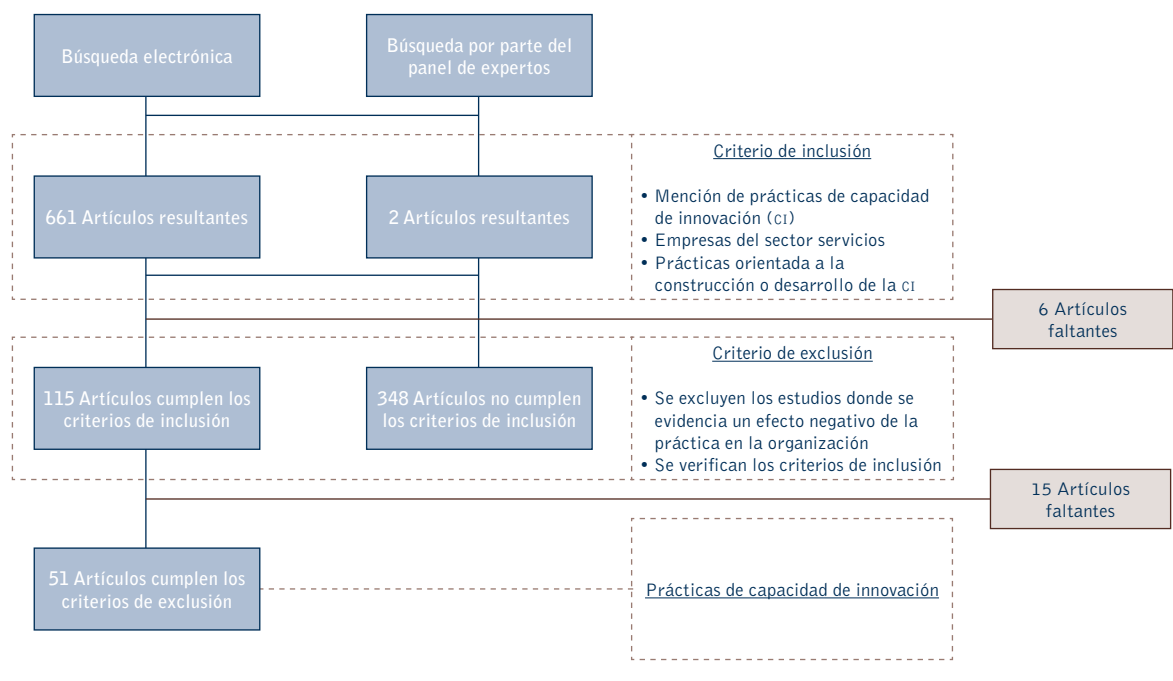 Búsqueda electrónica
Búsqueda por parte del
panel de expertos
661 Artículos resultantes
2 Artículos resultantes
Criterio de inclusión
• Mención de prácticas de capacidad
de innovación (CI)
• Empresas del sector servicios
• Prácticas orientada a la
construcción o desarrollo de la CI
6 Artículos
faltantes
115 Artículos cumplen los
criterios de inclusión
348 Artículos no cumplen
los criterios de inclusión
Criterio de exclusión
• Se excluyen los estudios donde se
evidencia un efecto negativo de la
práctica en la organización
• Se verifican los criterios de inclusión
15 Artículos
faltantes
51 Artículos cumplen los
criterios de exclusión
Prácticas de capacidad de innovación